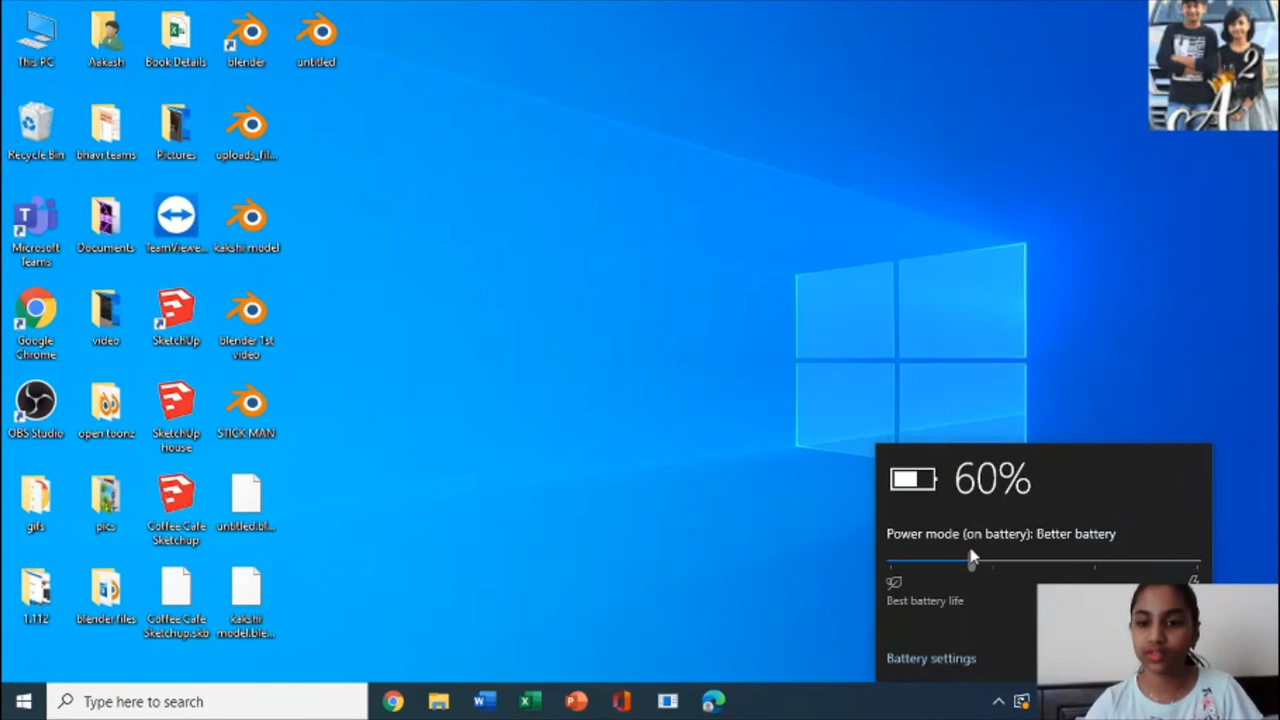 This PC
Aakash
Book Details
blender
untitled
Recycle Bin
bhavi teams
Pictures
uploads_fil...
Microsoft
Teams
Documents
TeamViewe...
kakshi model
Google
Chrome
video
SketchUp
blender 1st
video
OBS Studio
open toonz
SketchUp
house
STICK MAN
gifs
pics
Coffee Cafe
Sketchup
untitled.bl...
1.112
blender files
Coffee Cafe
Sketchup.skb
kakshi
model.ble...
2
A
60%
Power mode (on battery): Better battery
Best battery life
Battery settings
Type here to search